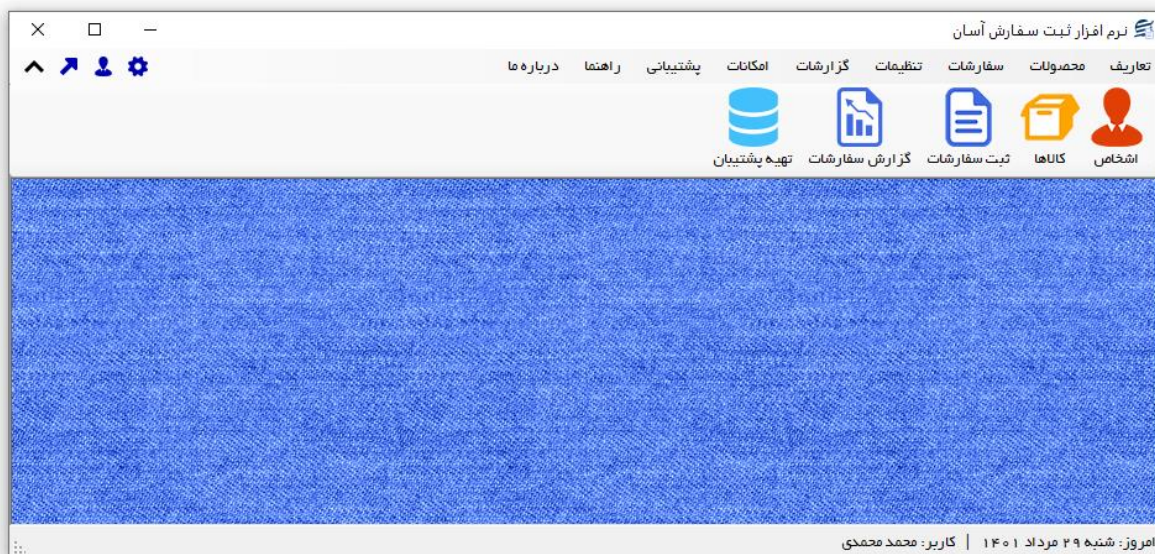 نرم افزار ثبت سفارش آسان
تعاریف محصولات سفارشات تنظیمات گزارشات امکانات پشتیبانی راهنما درباره ما
اشخاص کالاها ثبت سفارشات گزارش سفارشات تهیه پشتیبان
امروز: شنبه ۲۹ مرداد ۱۴۰۱ | کاربر: محمد محمدی